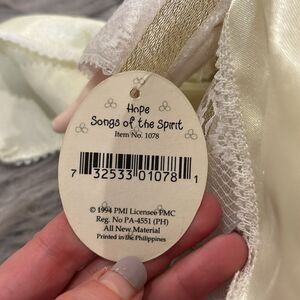 Hope
Songs of the Spirit
Item No. 1078
7 32533 01078 1
© 1994 PMI Licensee PMC
Reg. No PA-4551 (PH)
All New Material
Printed in the Philippines